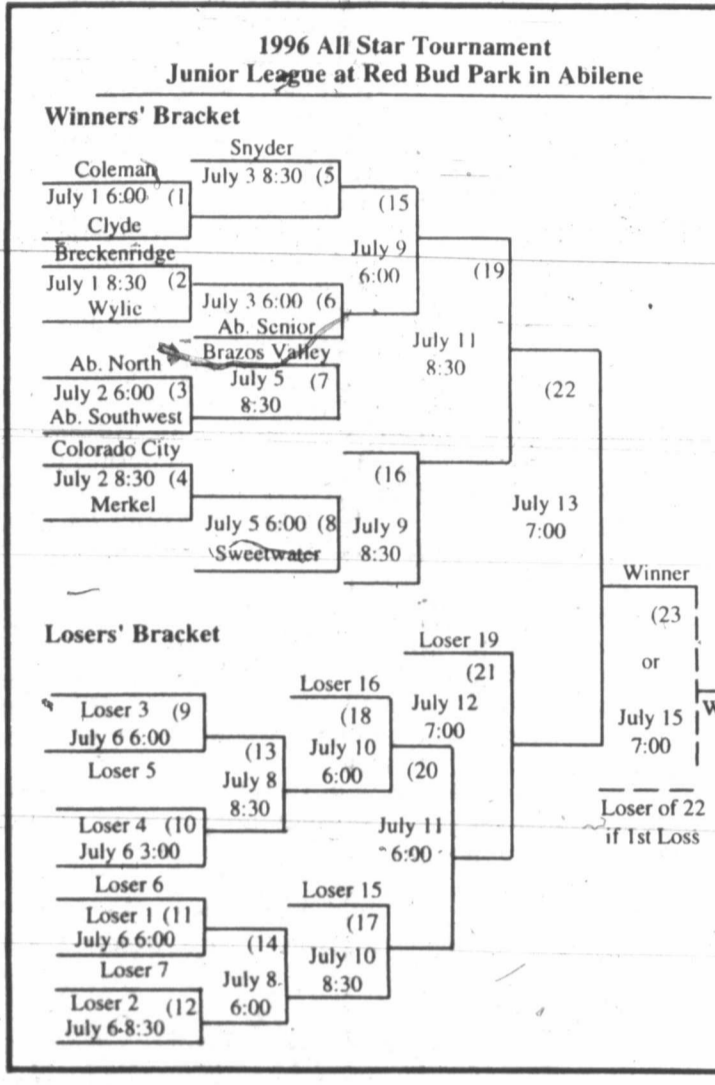 1996 All Star Tournament
Junior League at Red Bud Park in Abilene
Winners' Bracket
Coleman
July 1 6:00 (1
Clyde
Breckenridge
July 1 8:30 (2
Wylie
Ab. North
July 2 6:00 (3
Ab. Southwest
Colorado City
July 2 8:30 (4
Merkel
Snyder
July 3 8:30 (5
July 3 6:00 (6
Ab. Senior
Brazos Valley
July 5 (7
8:30
July 5 6:00 (8
Sweetwater
(15
July 9
6:00
(16
July 9
8:30
(19
July 11
8:30
(22
July 13
7:00
Winner
(23
or
July 15
7:00
W
Loser of 22
if 1st Loss
Losers' Bracket
Loser 3 (9
July 6 6:00
Loser 5
Loser 4 (10
July 6 3:00
Loser 6
Loser 1 (11
July 6 6:00
Loser 7
Loser 2 (12
July 6 8:30
(13
July 8
8:30
(14
July 8
6:00
Loser 16
(18
July 10
6:00
Loser 15
(17
July 10
8:30
Loser 19
(21
July 12
7:00
(20
July 11
6:00